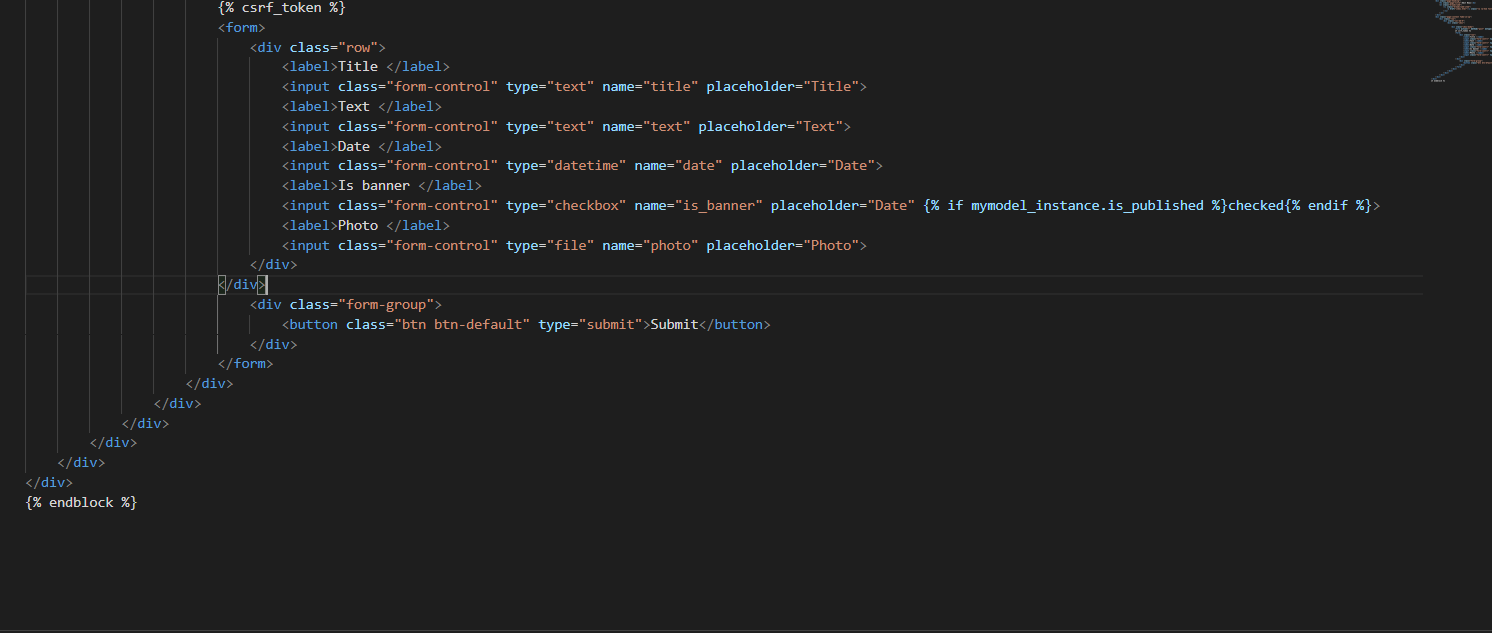 {% csrf_token %}
<form>
<div class="row">
<label>Title </label>
<input class="form-control" type="text" name="title" placeholder="Title">
<label>Text </label>
<input class="form-control" type="text" name="text" placeholder="Text">
<label>Date </label>
<input class="form-control" type="datetime" name="date" placeholder="Date">
<label>Is banner </label>
<input class="form-control" type="checkbox" name="is_banner" placeholder="Date" {% if mymodel_instance.is_published %}checked{% endif %}>
<label>Photo </label>
<input class="form-control" type="file" name="photo" placeholder="Photo">
</div>
</div>
<div class="form-group">
<button class="btn btn-default" type="submit">Submit</button>
</div>
</form>
</div>
</div>
</div>
</div>
</div>
</div>
{% endblock %}